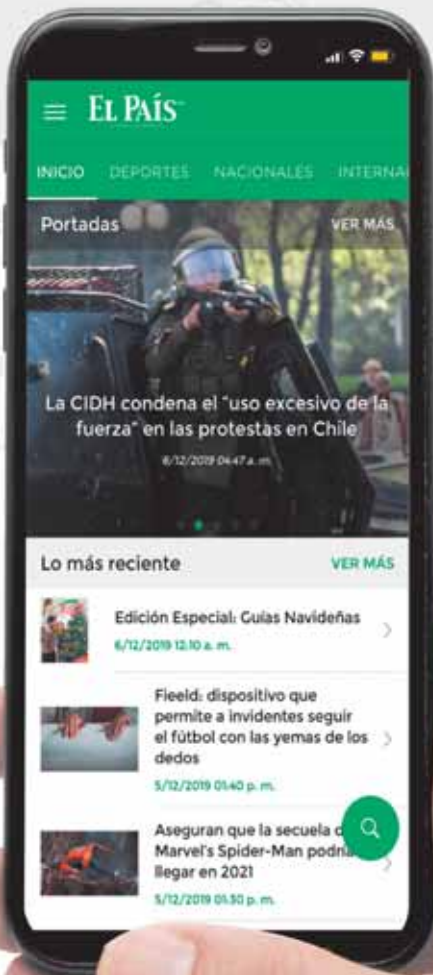 EL PAÍS
INICIO DEPORTES NACIONALES INTERNA
Portadas VER MÁS
La CIDH condena el "uso excesivo de la
fuerza" en las protestas en Chile
6/12/2019 04:47 a. m.
Lo más reciente VER MÁS
Edición Especial: Guías Navideñas
6/12/2019 12:10 a. m.
Fieeld: dispositivo que
permite a invidentes seguir
el fútbol con las yemas de los
dedos
5/12/2019 01:40 p. m.
Aseguran que la secuela d
Marvel's Spider-Man podría
llegar en 2021
5/12/2019 01:30 p. m.